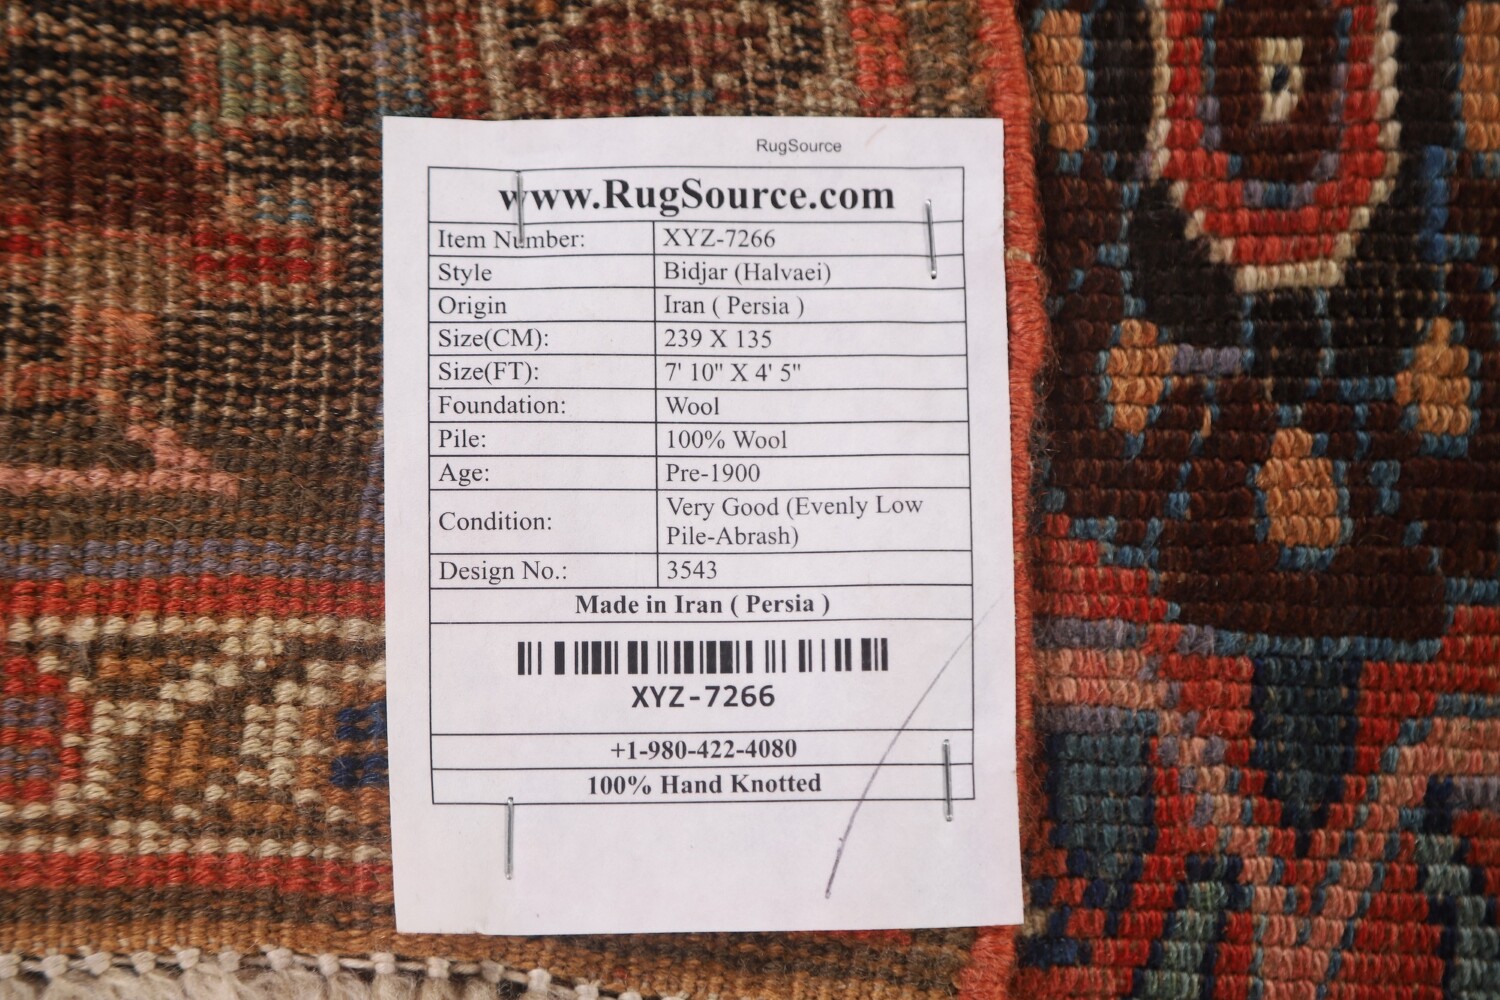 RugSource
www.RugSource.com
Item Number: XYZ-7266
Style Bidjar (Halvaei)
Origin Iran ( Persia )
Size(CM): 239 X 135
Size(FT): 7' 10" X 4' 5"
Foundation: Wool
Pile: 100% Wool
Age: Pre-1900
Condition: Very Good (Evenly Low
Pile-Abrash)
Design No.: 3543
Made in Iran ( Persia )
XYZ-7266
+1-980-422-4080
100% Hand Knotted